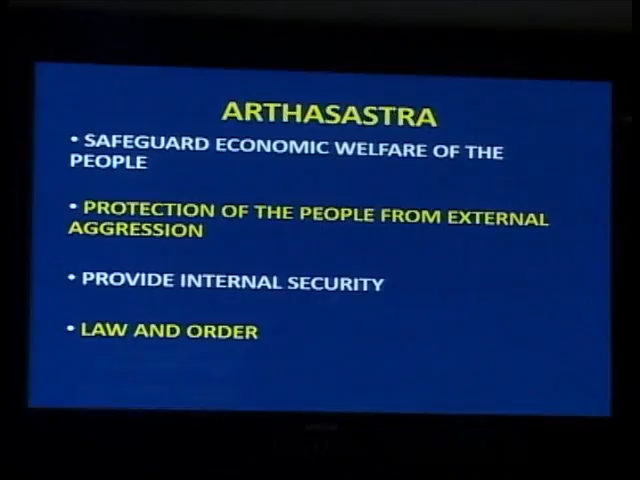 ARTHASASTRA
• SAFEGUARD ECONOMIC WELFARE OF THE
PEOPLE
• PROTECTION OF THE PEOPLE FROM EXTERNAL
AGGRESSION
• PROVIDE INTERNAL SECURITY
• LAW AND ORDER